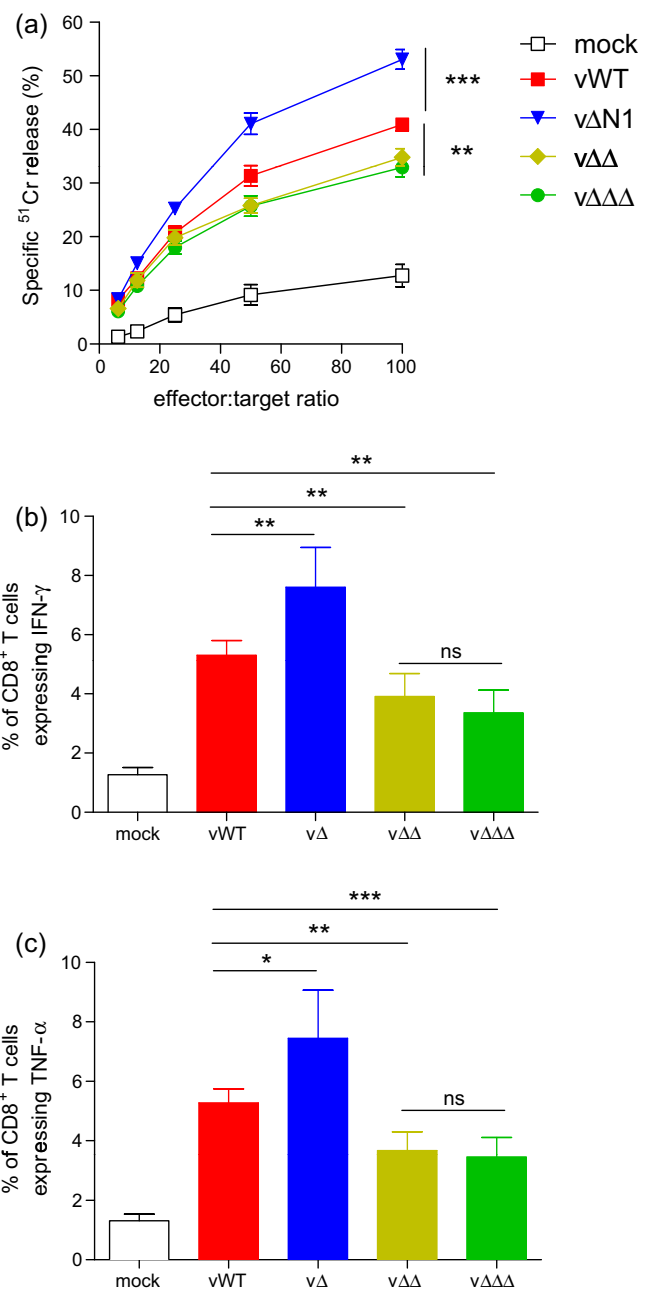 (a)
Specific ⁵¹Cr release (%)
60
50
40
30
20
10
0
0 20 40 60 80 100
effector:target ratio
***
**
mock
vWT
vΔN1
vΔΔ
vΔΔΔ
(b)
% of CD8⁺ T cells
expressing IFN-γ
**
**
**
ns
10
8
6
4
2
0
mock vWT vΔ vΔΔ vΔΔΔ
(c)
% of CD8⁺ T cells
expressing TNF-α
***
**
*
ns
10
8
6
4
2
0
mock vWT vΔ vΔΔ vΔΔΔ